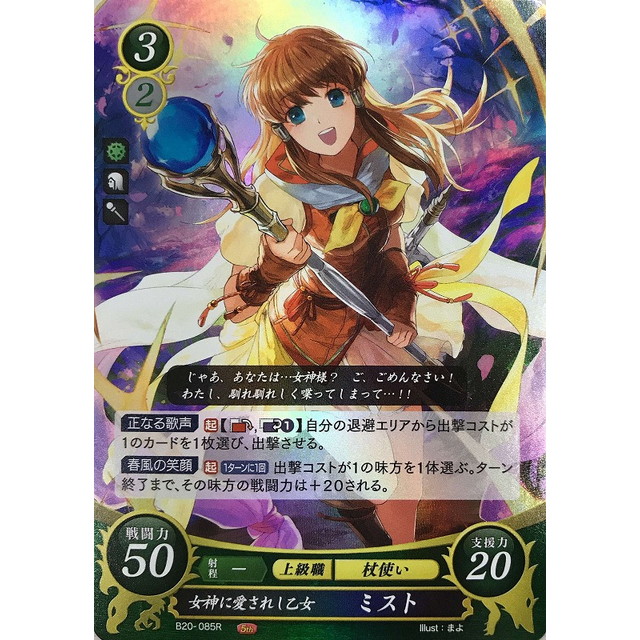 3
2
じゃあ、あなたは…女神様？ ご、ごめんなさい！
わたし、馴れ馴れしく喋ってしまって…！！
正なる歌声 起【 , ❶】自分の退避エリアから出撃コストが
1のカードを1枚選び、出撃させる。
春風の笑顔 起 1ターンに1回 出撃コストが1の味方を1体選ぶ。ターン
終了まで、その味方の戦闘力は＋20される。
戦闘力
50
射程 ―
上級職
杖使い
支援力
20
女神に愛されし乙女 ミスト
B20-085R 5th Illust：まよ